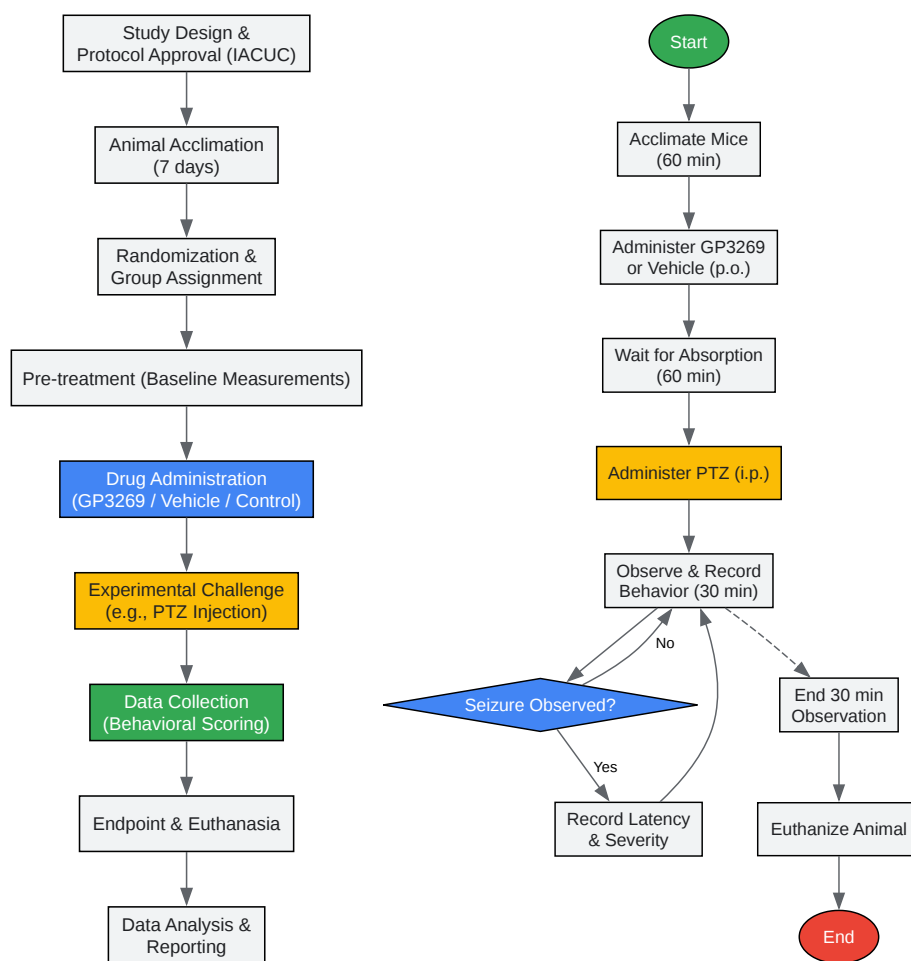 Study Design &
Protocol Approval (IACUC)
Animal Acclimation
(7 days)
Randomization &
Group Assignment
Pre-treatment (Baseline Measurements)
Drug Administration
(GP3269 / Vehicle / Control)
Experimental Challenge
(e.g., PTZ Injection)
Data Collection
(Behavioral Scoring)
Endpoint & Euthanasia
Data Analysis &
Reporting
Start
Acclimate Mice
(60 min)
Administer GP3269
or Vehicle (p.o.)
Wait for Absorption
(60 min)
Administer PTZ (i.p.)
Observe & Record
Behavior (30 min)
No
Seizure Observed?
Yes
Record Latency
& Severity
End 30 min
Observation
Euthanize Animal
End